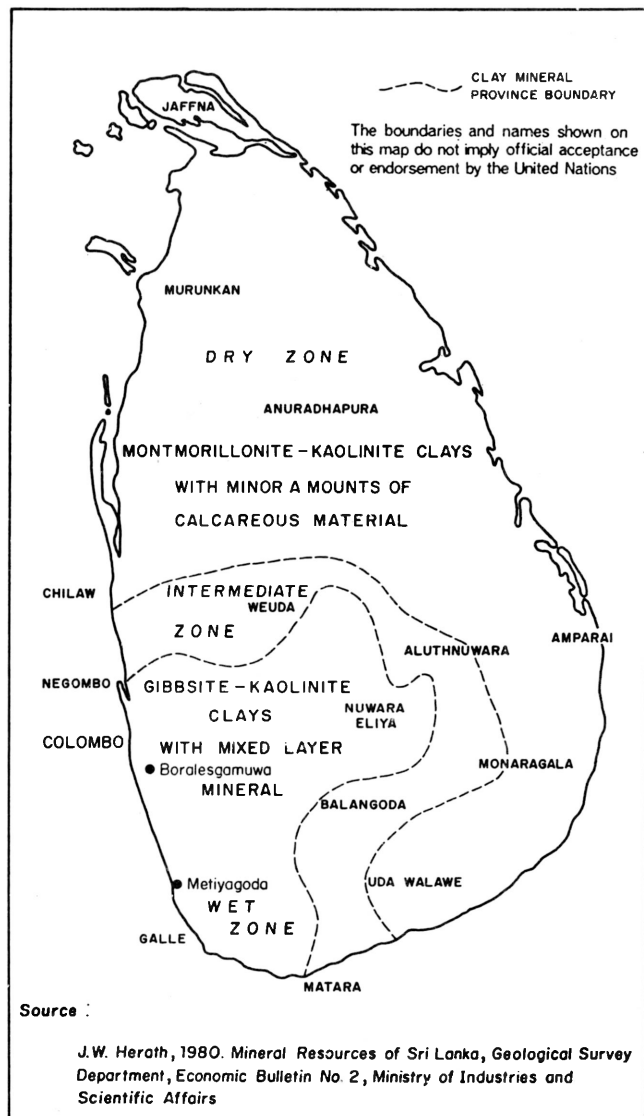 CLAY MINERAL
PROVINCE BOUNDARY
The boundaries and names shown on
this map do not imply official acceptance
or endorsement by the United Nations
JAFFNA
MURUNKAN
DRY ZONE
ANURADHAPURA
MONTMORILLONITE-KAOLINITE CLAYS
WITH MINOR A MOUNTS OF
CALCAREOUS MATERIAL
CHILAW
INTERMEDIATE
WEUDA
ZONE
AMPARAI
ALUTHNUWARA
NEGOMBO
GIBBSITE-KAOLINITE
CLAYS
NUWARA
ELIYA
COLOMBO
WITH MIXED LAYER
MONARAGALA
Boralesgamuwa
MINERAL
BALANGODA
Metiyagoda
UDA WALAWE
WET
ZONE
GALLE
MATARA
Source :
J.W. Herath, 1980. Mineral Resources of Sri Lanka, Geological Survey
Department, Economic Bulletin No. 2, Ministry of Industries and
Scientific Affairs